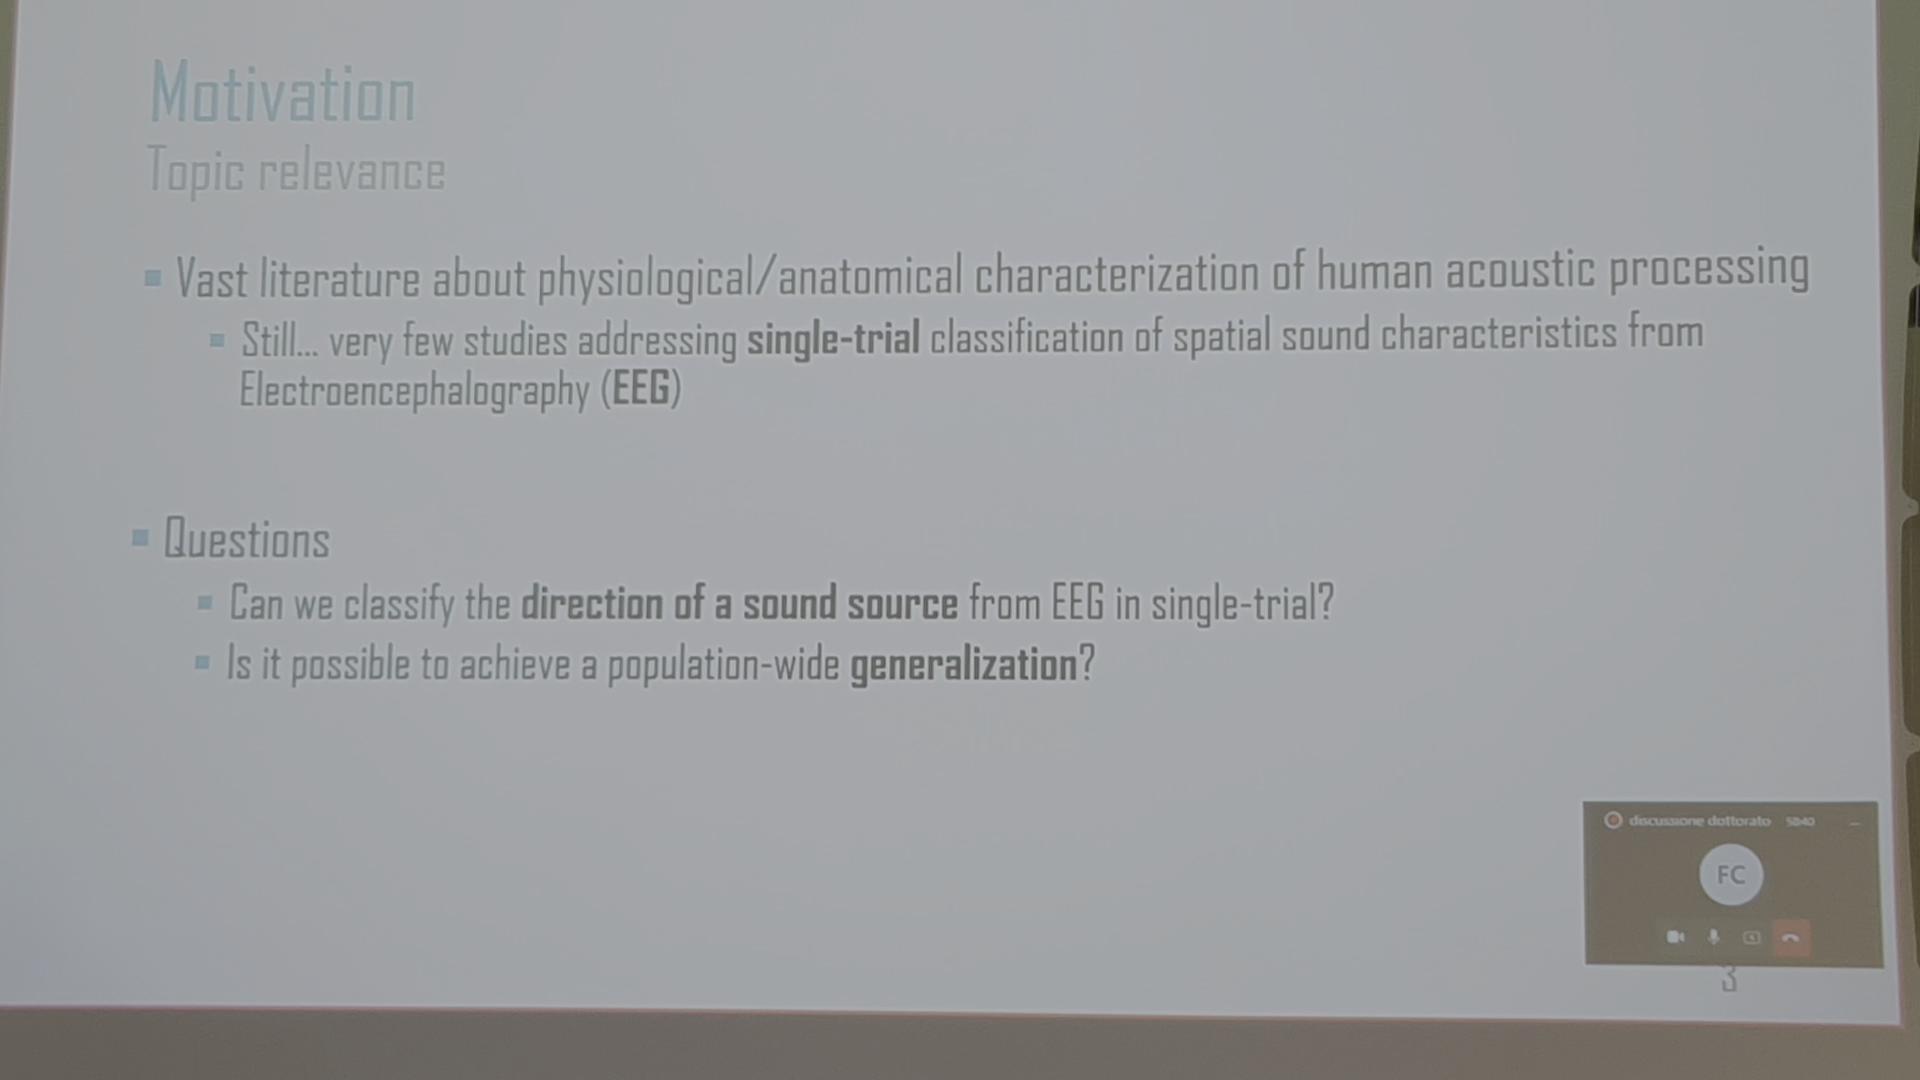 Motivation
Topic relevance
Vast literature about physiological/anatomical characterization of human acoustic processing
Still... very few studies addressing single-trial classification of spatial sound characteristics from
Electroencephalography (EEG)
Questions
Can we classify the direction of a sound source from EEG in single-trial?
Is it possible to achieve a population-wide generalization?
discussione dottorato
FC
3